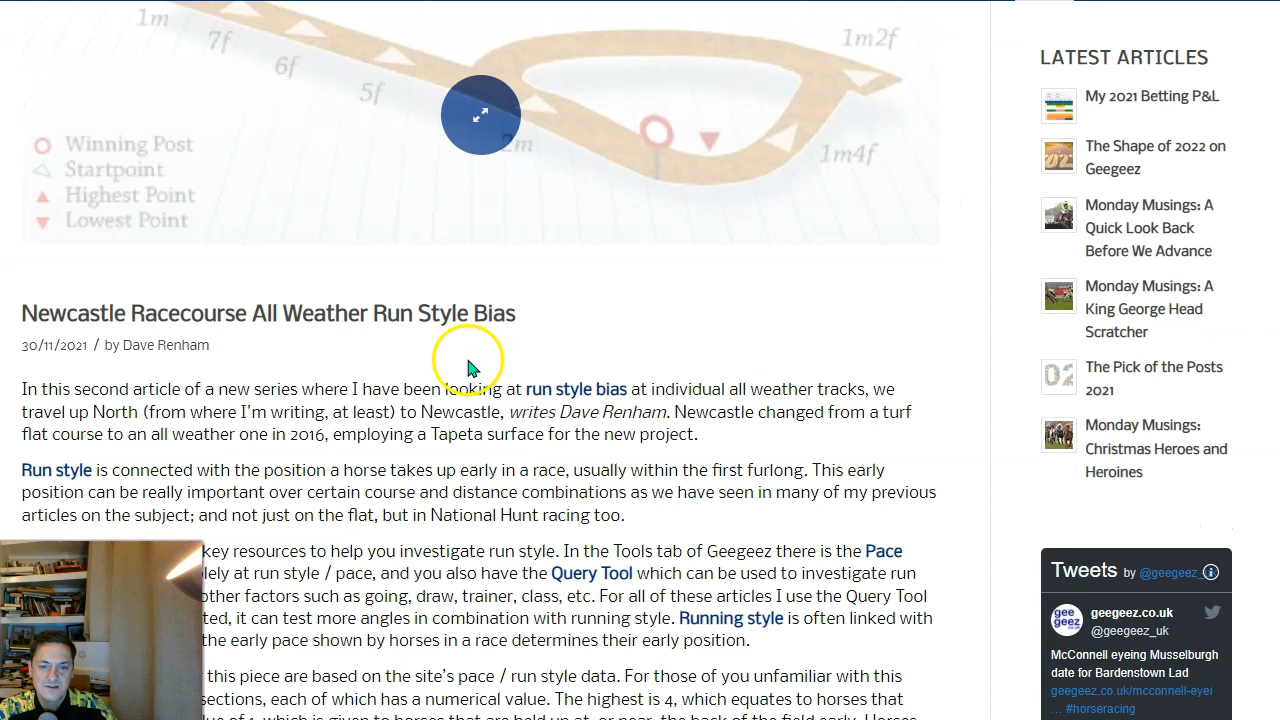 1m
7f
6f
5f
2m
1m2f
1m4f
Winning Post
Startpoint
Highest Point
Lowest Point
Newcastle Racecourse All Weather Run Style Bias
30/11/2021 / by Dave Renham
In this second article of a new series where I have been looking at run style bias at individual all weather tracks, we
travel up North (from where I'm writing, at least) to Newcastle, writes Dave Renham. Newcastle changed from a turf
flat course to an all weather one in 2016, employing a Tapeta surface for the new project.
Run style is connected with the position a horse takes up early in a race, usually within the first furlong. This early
position can be really important over certain course and distance combinations as we have seen in many of my previous
articles on the subject; and not just on the flat, but in National Hunt racing too.
key resources to help you investigate run style. In the Tools tab of Geegeez there is the Pace
lely at run style / pace, and you also have the Query Tool which can be used to investigate run
other factors such as going, draw, trainer, class, etc. For all of these articles I use the Query Tool
ted, it can test more angles in combination with running style. Running style is often linked with
the early pace shown by horses in a race determines their early position.
this piece are based on the site's pace / run style data. For those of you unfamiliar with this
sections, each of which has a numerical value. The highest is 4, which equates to horses that
LATEST ARTICLES
My 2021 Betting P&L
The Shape of 2022 on
Geegeez
Monday Musings: A
Quick Look Back
Before We Advance
Monday Musings: A
King George Head
Scratcher
The Pick of the Posts
2021
Monday Musings:
Christmas Heroes and
Heroines
Tweets by @geegeez_
gee
geez
geegeez.co.uk
@geegeez_uk
McConnell eyeing Musselburgh
date for Bardenstown Lad
geegeez.co.uk/mcconnell-eyei
... #horseracing